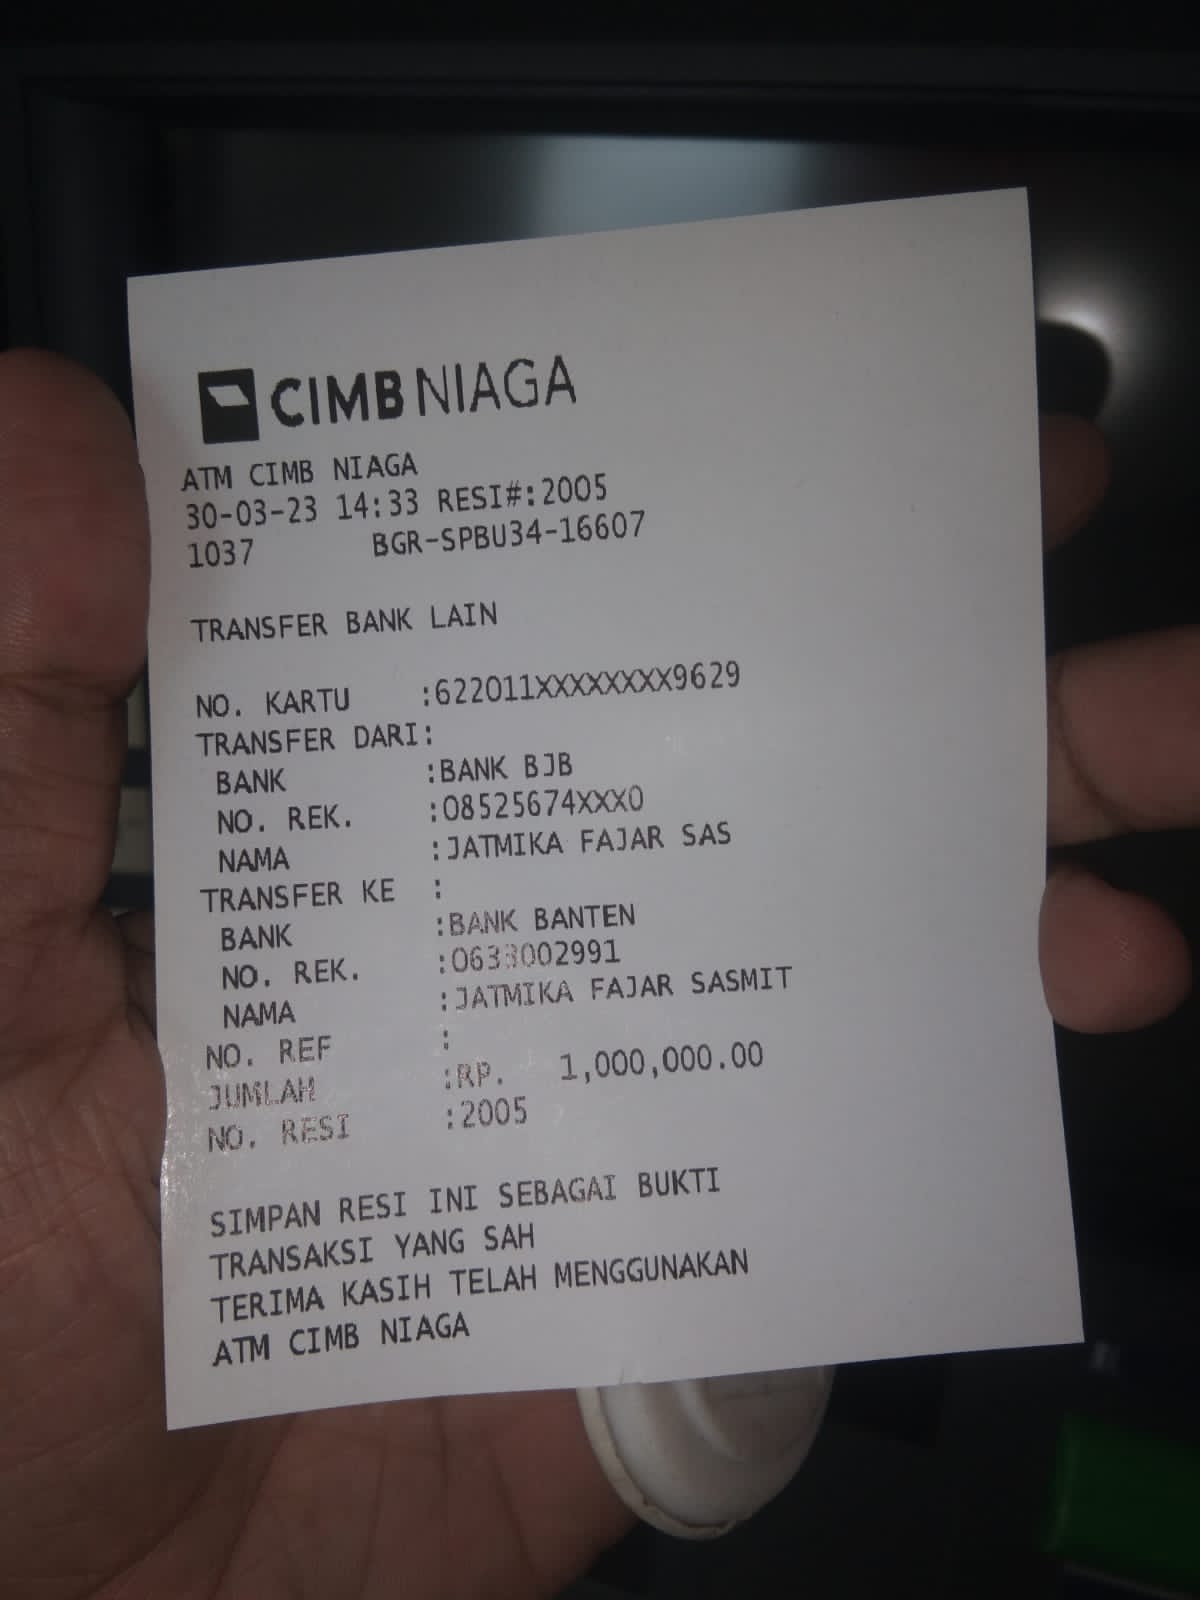 CIMB NIAGA
ATM CIMB NIAGA
30-03-23 14:33 RESI#:2005
1037 BGR-SPBU34-16607
TRANSFER BANK LAIN
NO. KARTU :622011XXXXXXXX9629
TRANSFER DARI:
BANK :BANK BJB
NO. REK. :08525674XXX0
NAMA :JATMIKA FAJAR SAS
TRANSFER KE :
BANK :BANK BANTEN
NO. REK. :0633002991
NAMA :JATMIKA FAJAR SASMIT
NO. REF :
JUMLAH :RP. 1,000,000.00
NO. RESI :2005
SIMPAN RESI INI SEBAGAI BUKTI
TRANSAKSI YANG SAH
TERIMA KASIH TELAH MENGGUNAKAN
ATM CIMB NIAGA